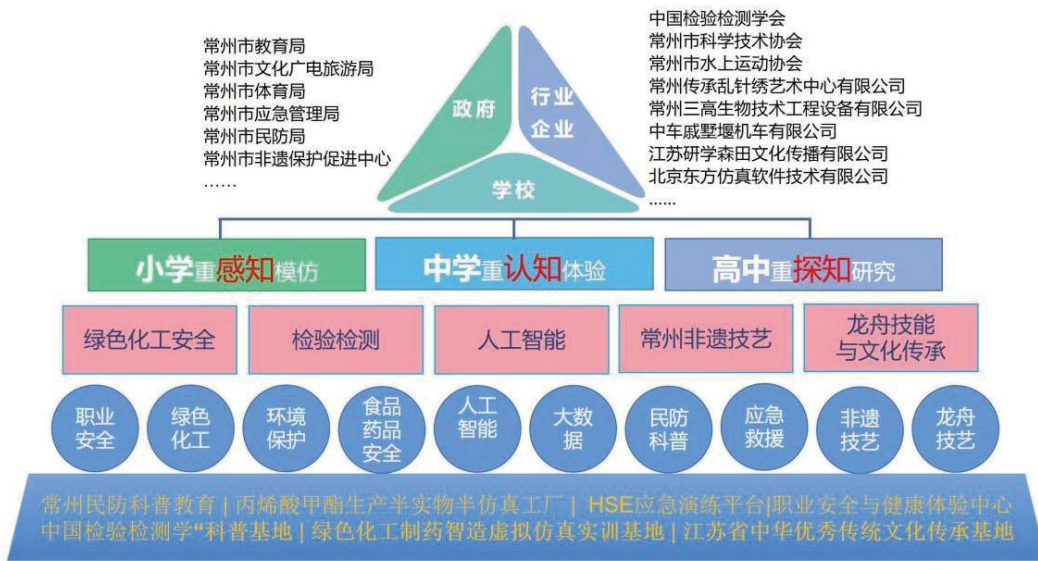 常州市教育局
常州市文化广电旅游局
常州市体育局
常州市应急管理局
常州市民防局
常州市非遗保护促进中心
……
政府
行业
企业
学校
中国检验检测学会
常州市科学技术协会
常州市水上运动协会
常州传承乱针绣艺术中心有限公司
常州三高生物技术工程设备有限公司
中车戚墅堰机车有限公司
江苏研学森田文化传播有限公司
北京东方仿真软件技术有限公司
……
小学重感知模仿
中学重认知体验
高中重探知研究
绿色化工安全
检验检测
人工智能
常州非遗技艺
龙舟技能
与文化传承
职业
安全
绿色
化工
环境
保护
食品
药品
安全
人工
智能
大数
据
民防
科普
应急
救援
非遗
技艺
龙舟
技艺
常州民防科普教育 | 丙烯酸甲酯生产半实物半仿真工厂 | HSE应急演练平台|职业安全与健康体验中心
中国检验检测学“科普基地 | 绿色化工制药智造虚拟仿真实训基地 | 江苏省中华优秀传统文化传承基地